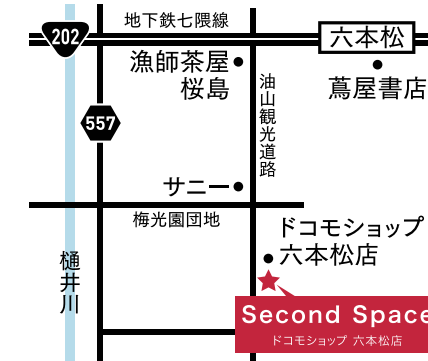 地下鉄七隈線
202
六本松
漁師茶屋
桜島
蔦屋書店
油山観光道路
557
サニー
梅光園団地
ドコモショップ
六本松店
樋井川
Second Space
ドコモショップ 六本松店